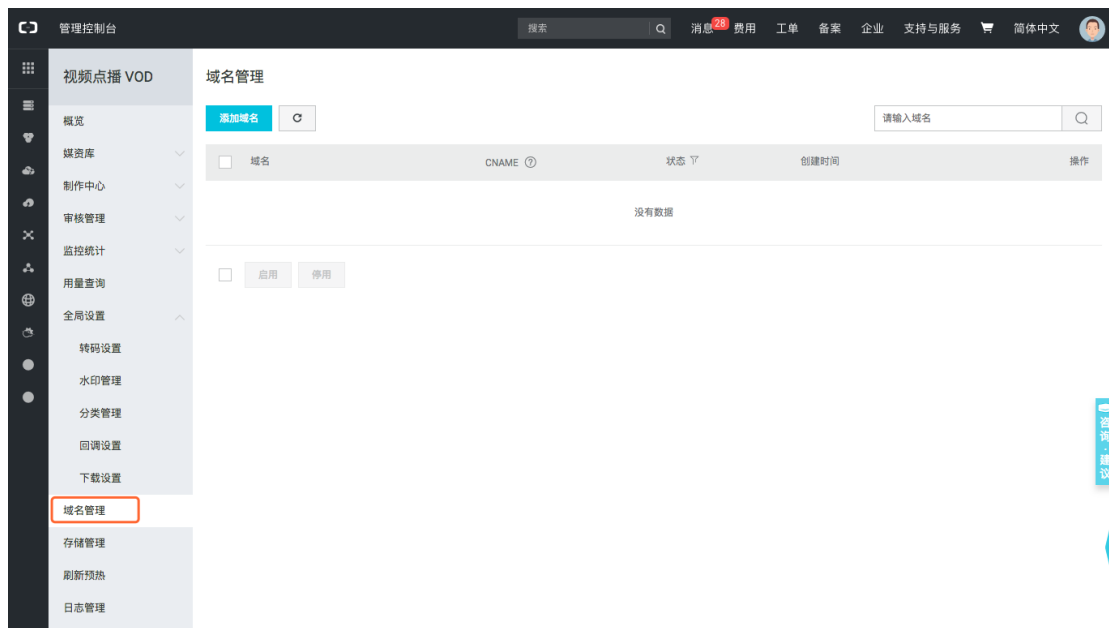 管理控制台
搜索
消息 28 费用 工单 备案 企业 支持与服务 简体中文
视频点播 VOD
概览
媒资库
制作中心
审核管理
监控统计
用量查询
全局设置
转码设置
水印管理
分类管理
回调设置
下载设置
域名管理
存储管理
刷新预热
日志管理
域名管理
添加域名
请输入域名
域名 CNAME 状态 创建时间 操作
没有数据
启用 停用
咨询·建议